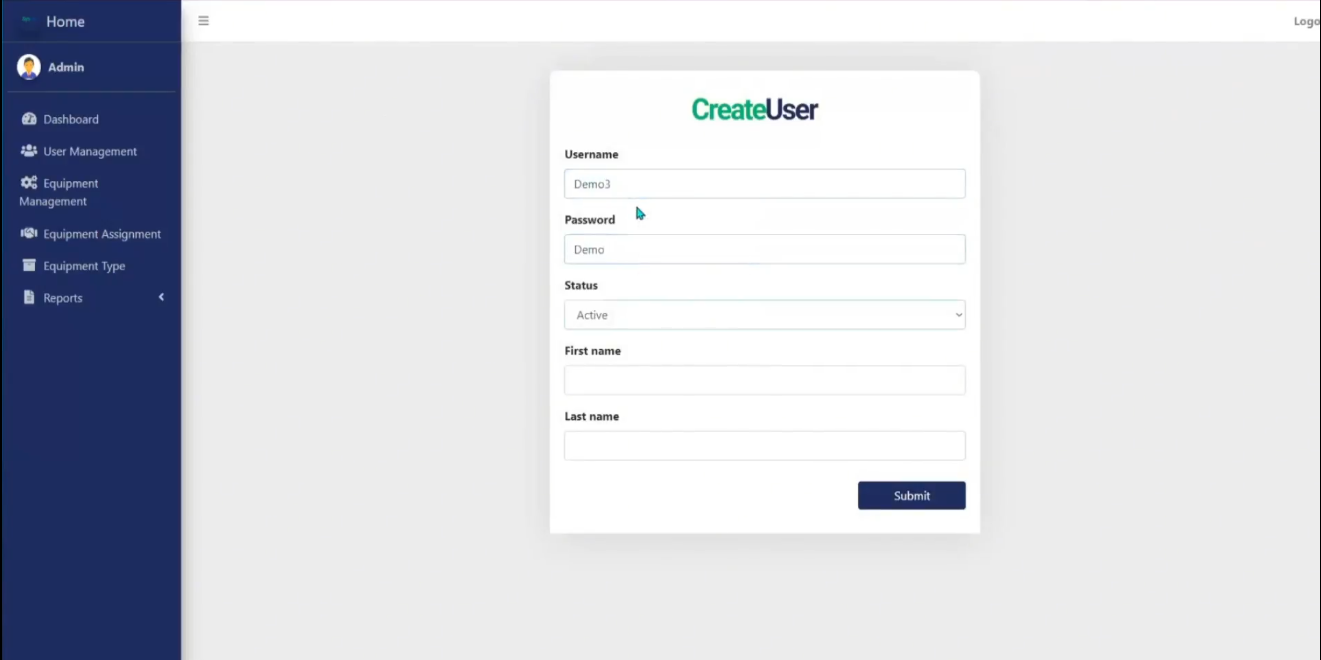 Home
Logo
Admin
Dashboard
User Management
Equipment
Management
Equipment Assignment
Equipment Type
Reports
CreateUser
Username
Demo3
Password
Demo
Status
Active
First name
Last name
Submit